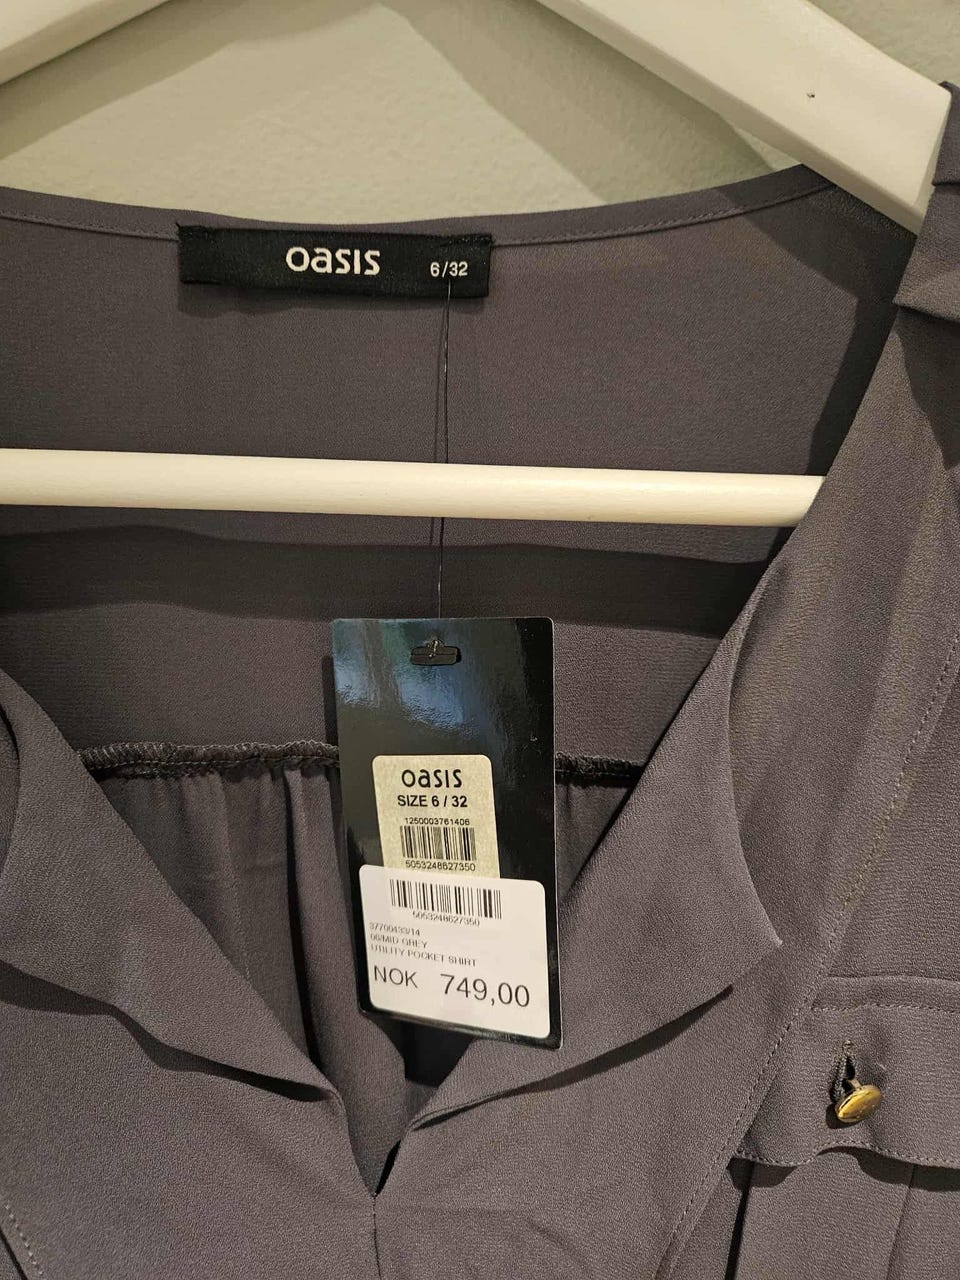 oasis 6/32
oasis
SIZE 6 / 32
1250003761406
5053248627350
5053248627350
37700433/14
06/MID GREY
UTILITY POCKET SHIRT
NOK 749,00